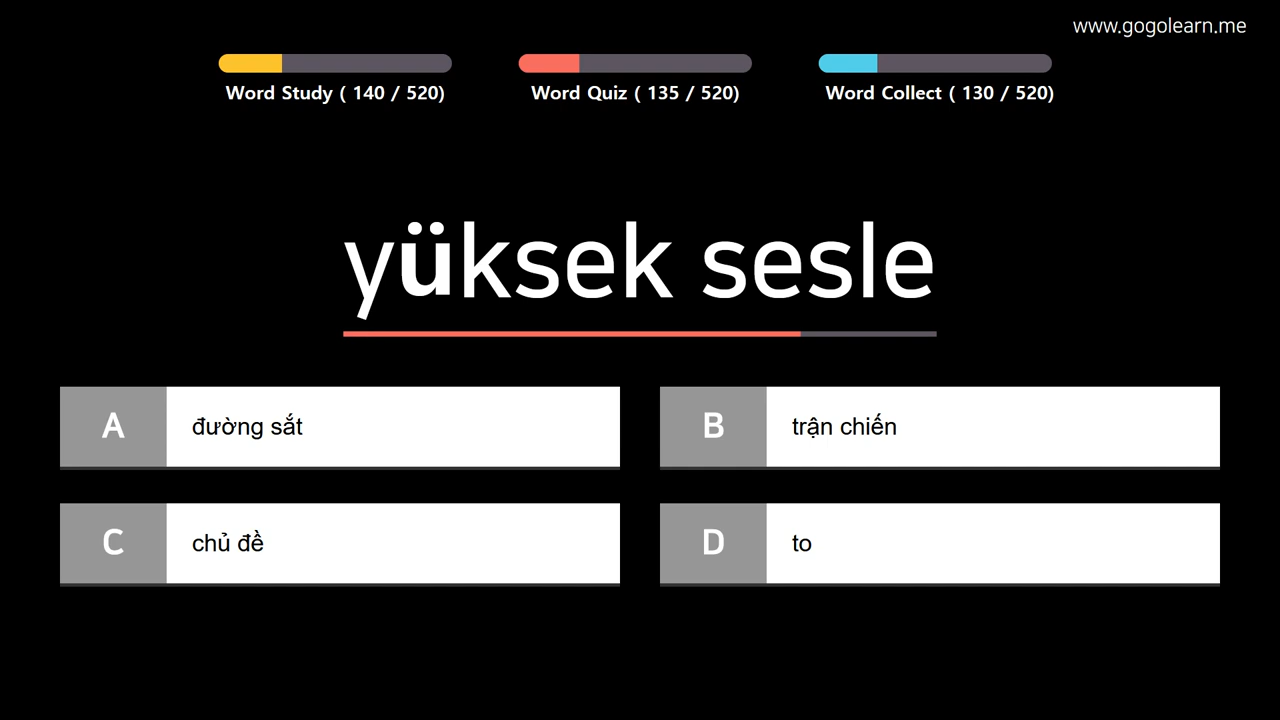 www.gogolearn.me
Word Study ( 140 / 520)
Word Quiz ( 135 / 520)
Word Collect ( 130 / 520)
yüksek sesle
A
đường sắt
B
trận chiến
C
chủ đề
D
to